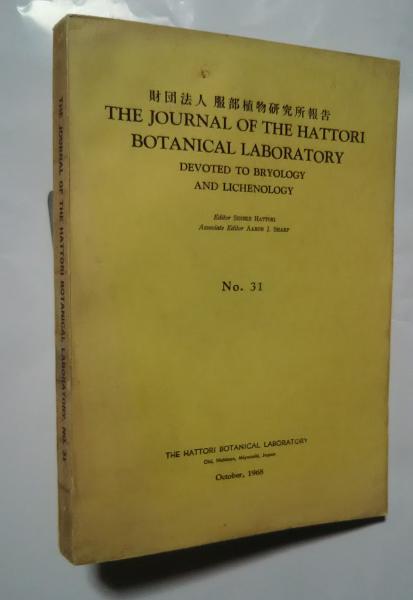 財団法人 服部植物研究所報告
THE JOURNAL OF THE HATTORI
BOTANICAL LABORATORY
DEVOTED TO BRYOLOGY
AND LICHENOLOGY
Editor SINSKE HATTORI
Associate Editor AARON J. SHARP
No. 31
THE HATTORI BOTANICAL LABORATORY
Obi, Nichinan, Miyazaki, Japan
October, 1968
THE JOURNAL OF THE HATTORI BOTANICAL LABORATORY, NO. 31